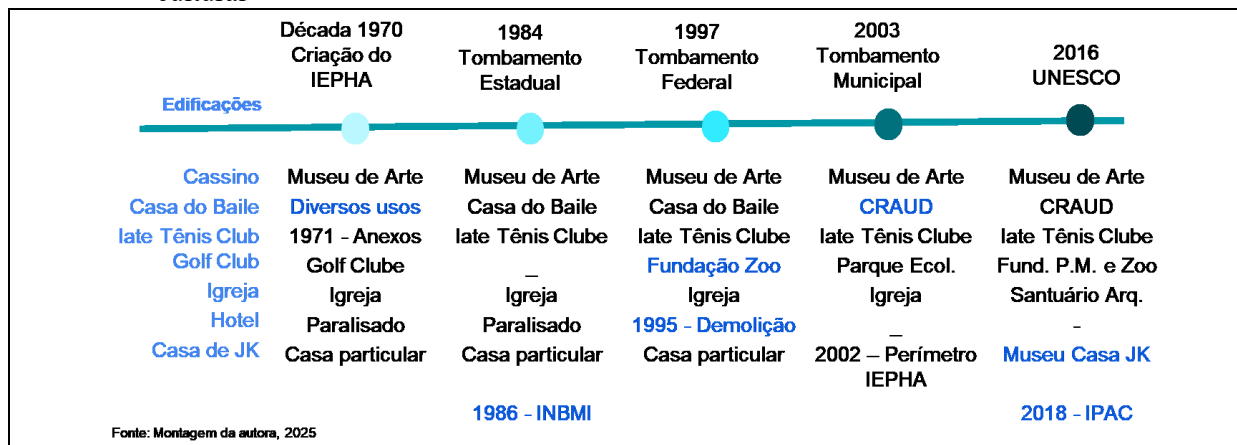 Década 1970 1984 1997 2003
Criação do Tombamento Tombamento Tombamento 2016
IEPHA Estadual Federal Municipal UNESCO
Edificações
Cassino Museu de Arte Museu de Arte Museu de Arte Museu de Arte Museu de Arte
Casa do Baile Diversos usos Casa do Baile Casa do Baile CRAUD CRAUD
Iate Tênis Club 1971 - Anexos Iate Tênis Clube Iate Tênis Clube Iate Tênis Clube Iate Tênis Clube
Golf Club Golf Clube _ Fundação Zoo Parque Ecol. Fund. P.M. e Zoo
Igreja Igreja Igreja Igreja Igreja Santuário Arq.
Hotel Paralisado Paralisado 1995 - Demolição _ -
Casa de JK Casa particular Casa particular Casa particular 2002 – Perímetro Museu Casa JK
IEPHA
1986 - INBMI 2018 - IPAC
Fonte: Montagem da autora, 2025